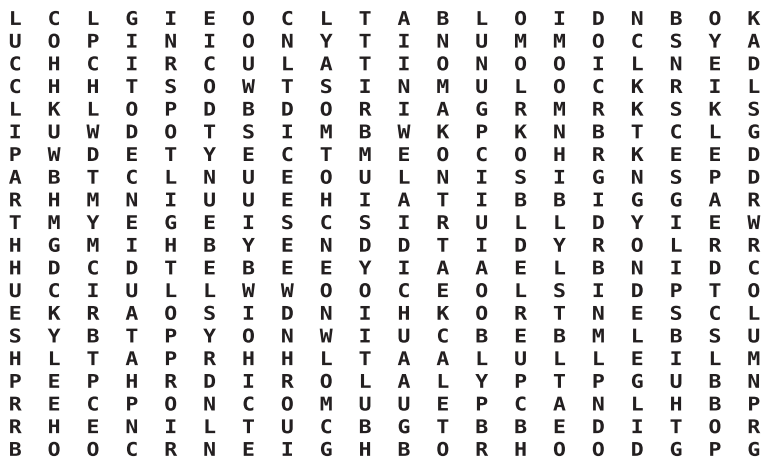 L C L G I E O C L T A B L O I D N B O K
U O P I N I O N Y T I N U M M O C S Y A
C H C I R C U L A T I O N O O I L N E D
C H H T S O W T S I N M U L O C K R I L
L K L O P D B D O R I A G R M R K S K S
I U W D O T S I M B W K P K N B T C L G
P W D E T Y E C T M E O C O H R K E E D
A B T C L N U E O U L N I S I G N S P D
R H M N I U U E H I A T I B B I G G A R
T M Y E G E I S C S I R U L L D Y I E W
H G M I H B Y E N D D T I D Y R O L R R
H D C D T E B E E Y I A A E L B N I D C
U C I U L L W W O O C E O L S I D P T O
E K R A O S I D N I H K O R T N E S C L
S Y B T P Y O N W I U C B E B M L B S U
H L T A P R H H L T A A L U L L E I L M
P E P H R D I R O L A L Y P T P G U B N
R E C P O N C O M U U E P C A N L H B P
R H E N I L T U C B G T B B E D I T O R
B O O C R N E I G H B O R H O O D G P G